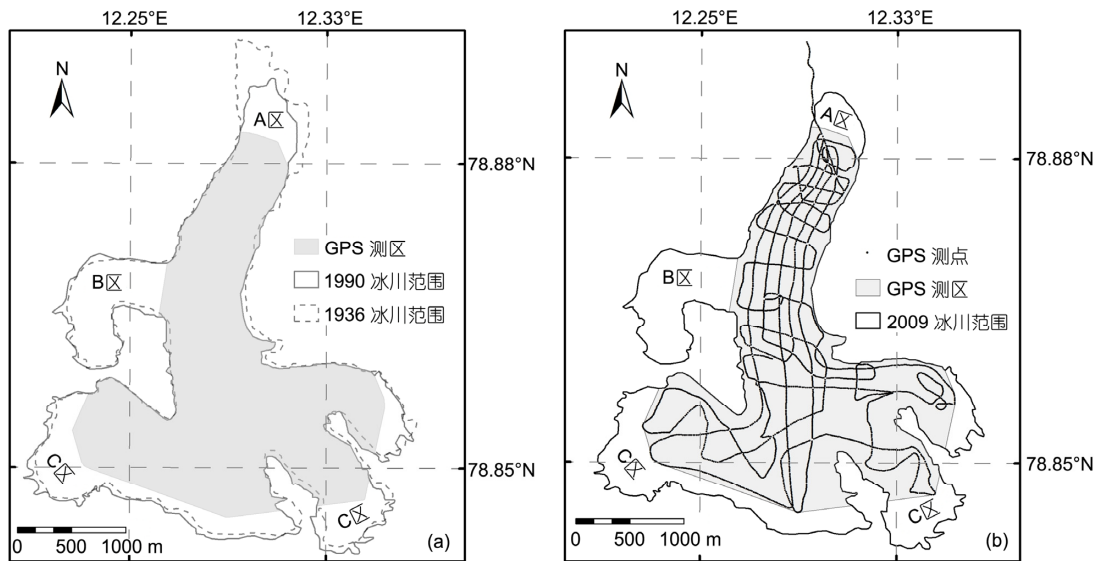 12.25°E 12.33°E
N
A区
78.88°N
GPS 测区
B区
1990 冰川范围
1936 冰川范围
C区
78.85°N
C区
0 500 1000 m
(a)
12.25°E 12.33°E
N
A区
78.88°N
GPS 测点
B区
GPS 测区
2009 冰川范围
C区
78.85°N
C区
0 500 1000 m
(b)